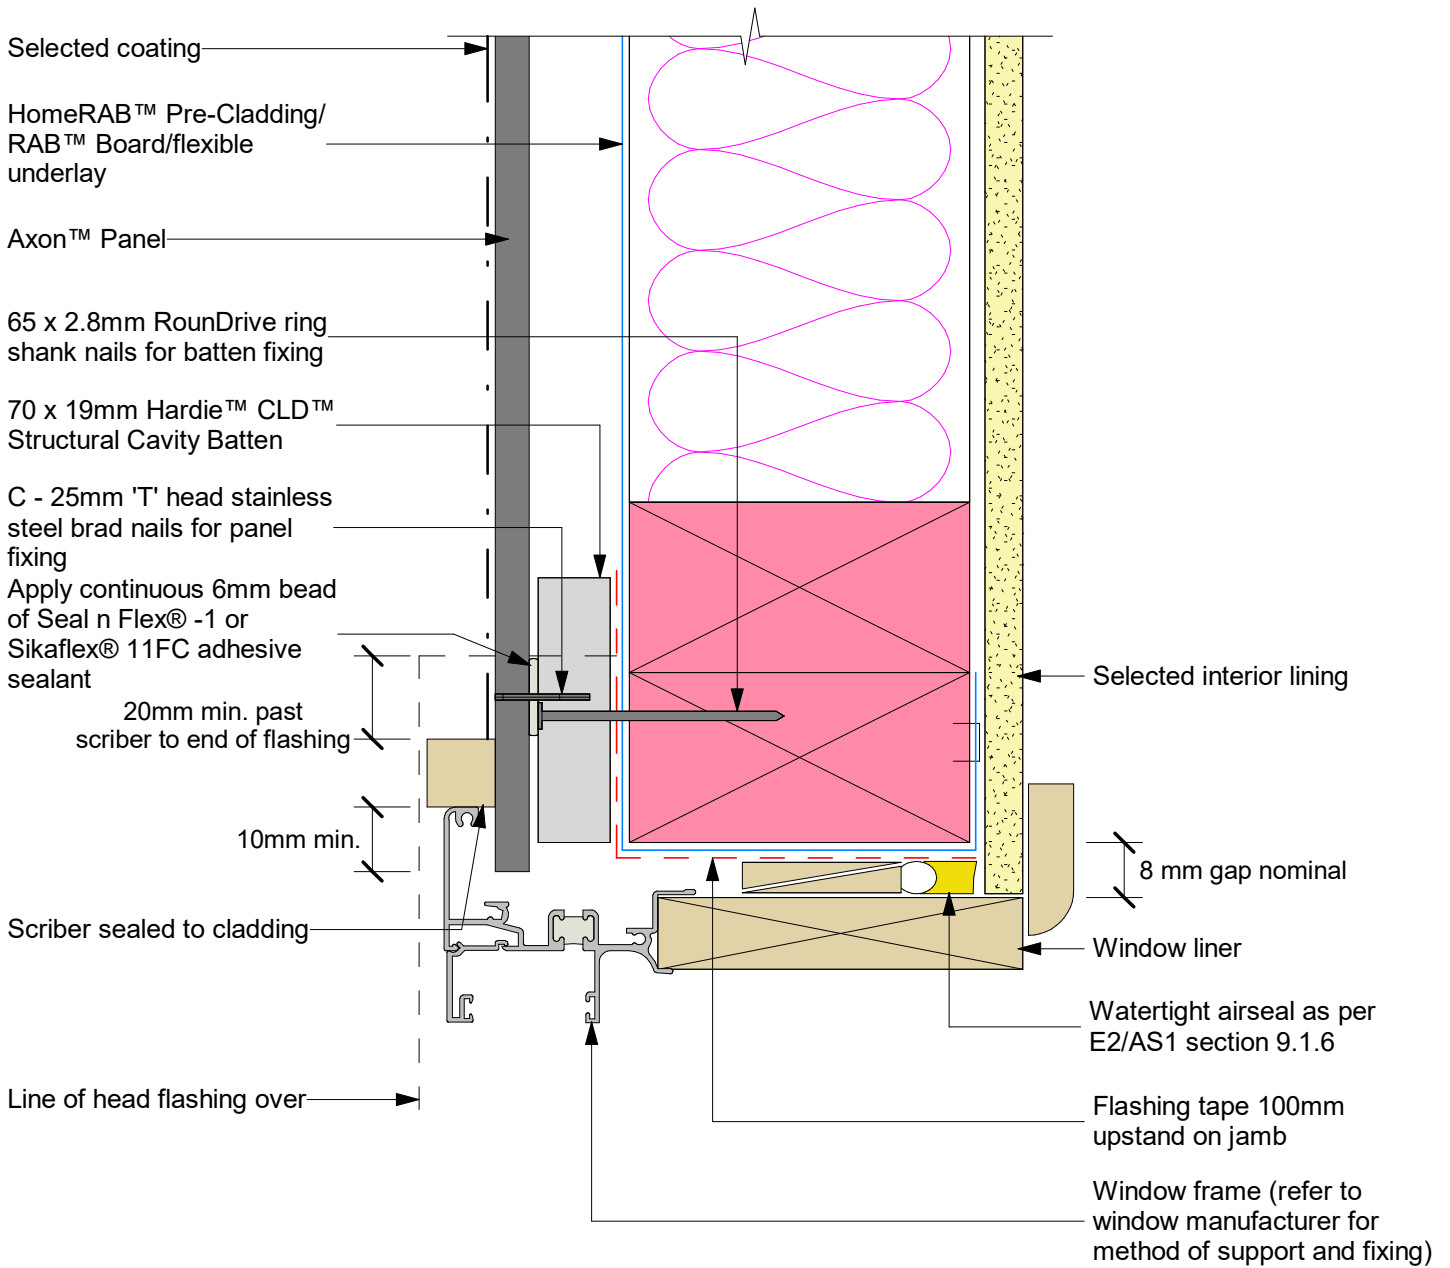 Selected coating
HomeRAB™ Pre-Cladding/
RAB™ Board/flexible
underlay
Axon™ Panel
65 x 2.8mm RounDrive ring
shank nails for batten fixing
70 x 19mm Hardie™ CLD™
Structural Cavity Batten
C - 25mm 'T' head stainless
steel brad nails for panel
fixing
Apply continuous 6mm bead
of Seal n Flex® -1 or
Sikaflex® 11FC adhesive
sealant
20mm min. past
scriber to end of flashing
10mm min.
Scriber sealed to cladding
Line of head flashing over
Selected interior lining
8 mm gap nominal
Window liner
Watertight airseal as per
E2/AS1 section 9.1.6
Flashing tape 100mm
upstand on jamb
Window frame (refer to
window manufacturer for
method of support and fixing)